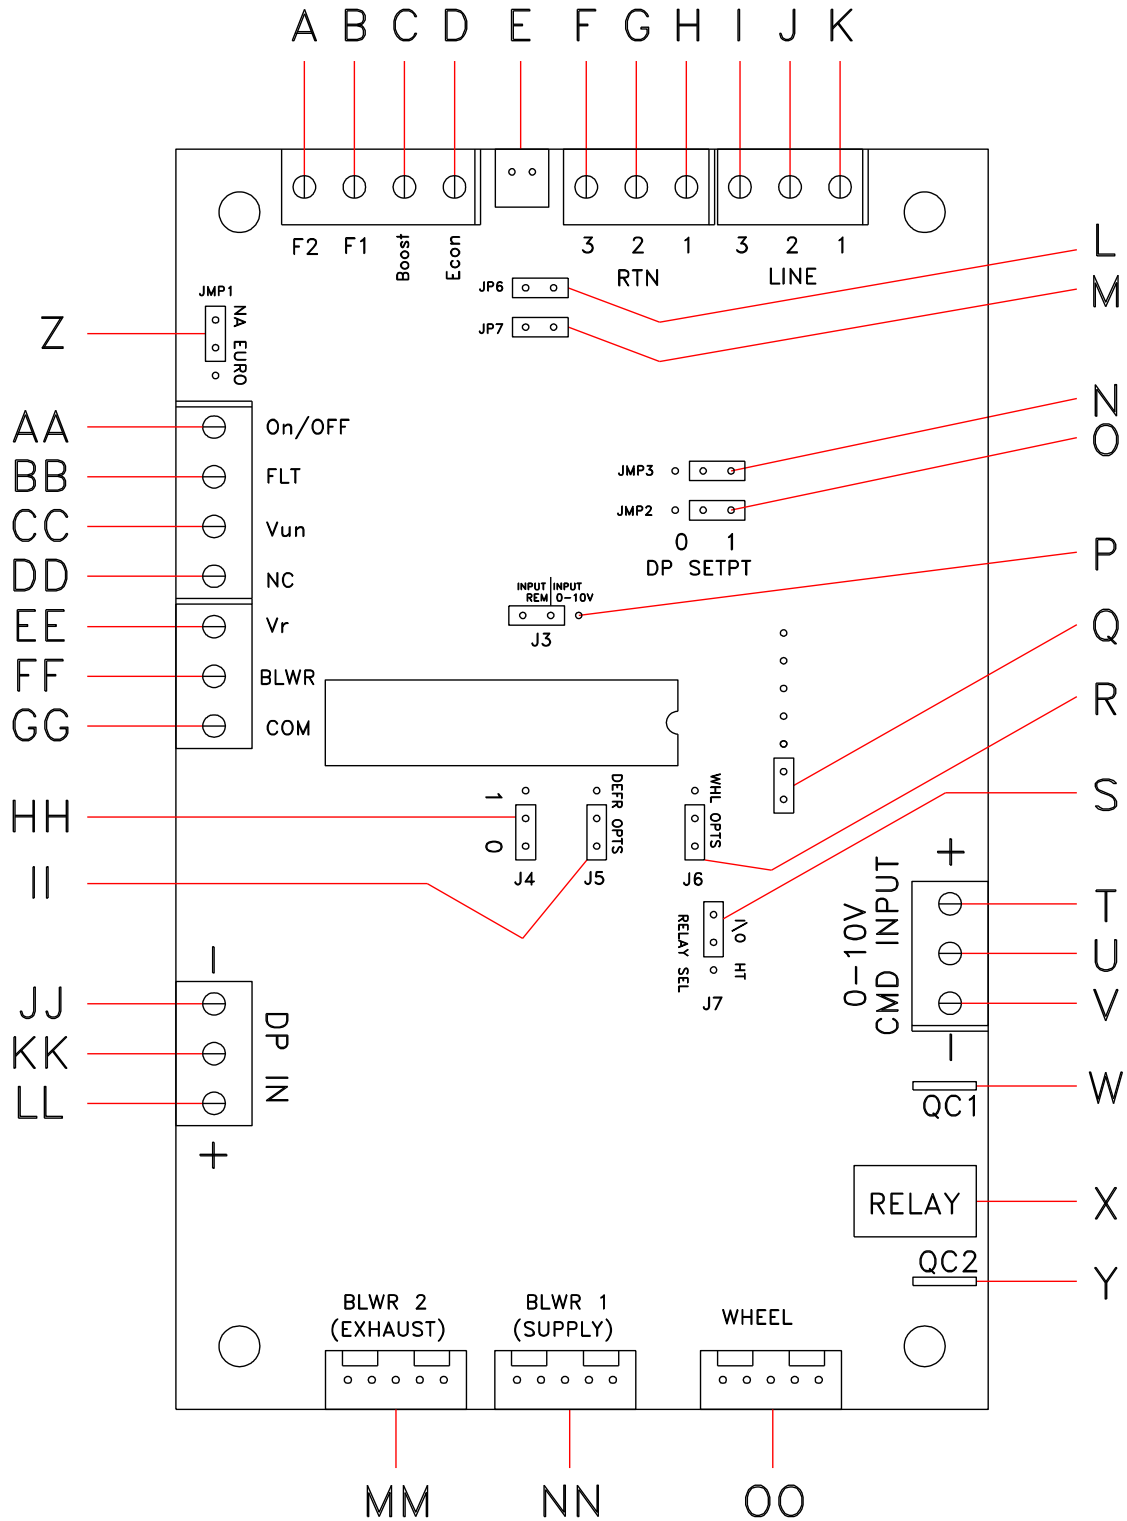 A B C D E F G H I J K
F2 F1 Boost Econ 3 2 1 3 2 1
RTN LINE
L
M
JP6
JP7
JMP1
NA EURO
Z
N
O
AA On/OFF
BB FLT
CC Vun
DD NC
EE Vr
FF BLWR
GG COM
JMP3
JMP2
0 1
DP SETPT
P
INPUT INPUT
REM 0-10V
J3
Q
R
S
HH
1
0
J4
DEFR OPTS
J5
WHL OPTS
J6
II
RELAY SEL
I\O HT
J7
+
0-10V
CMD INPUT
-
T
U
V
-
JJ
KK
LL
DP IN
+
W
QC1
RELAY
X
QC2
Y
BLWR 2
(EXHAUST)
BLWR 1
(SUPPLY)
WHEEL
MM NN OO